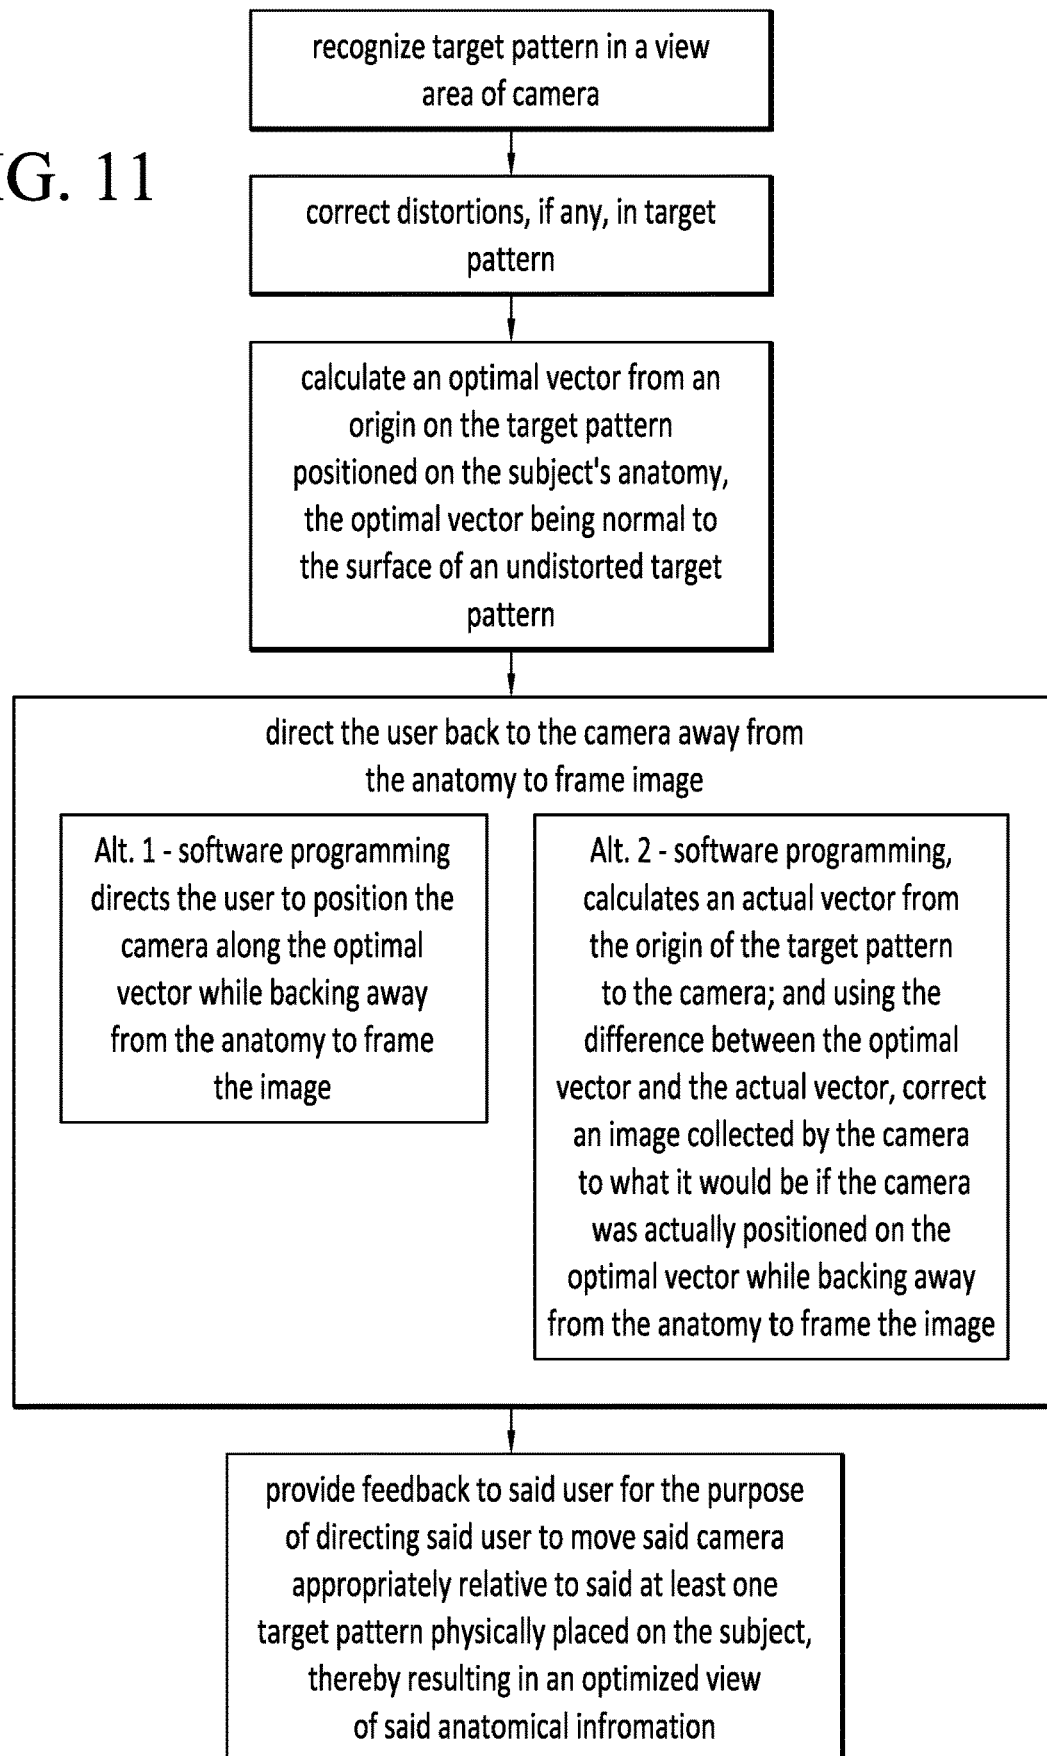 recognize target pattern in a view
area of camera
IG. 11
correct distortions, if any, in target
pattern
calculate an optimal vector from an
origin on the target pattern
positioned on the subject's anatomy,
the optimal vector being normal to
the surface of an undistorted target
pattern
direct the user back to the camera away from
the anatomy to frame image
Alt. 1 - software programming
directs the user to position the
camera along the optimal
vector while backing away
from the anatomy to frame
the image
Alt. 2 - software programming,
calculates an actual vector from
the origin of the target pattern
to the camera; and using the
difference between the optimal
vector and the actual vector, correct
an image collected by the camera
to what it would be if the camera
was actually positioned on the
optimal vector while backing away
from the anatomy to frame the image
provide feedback to said user for the purpose
of directing said user to move said camera
appropriately relative to said at least one
target pattern physically placed on the subject,
thereby resulting in an optimized view
of said anatomical infromation